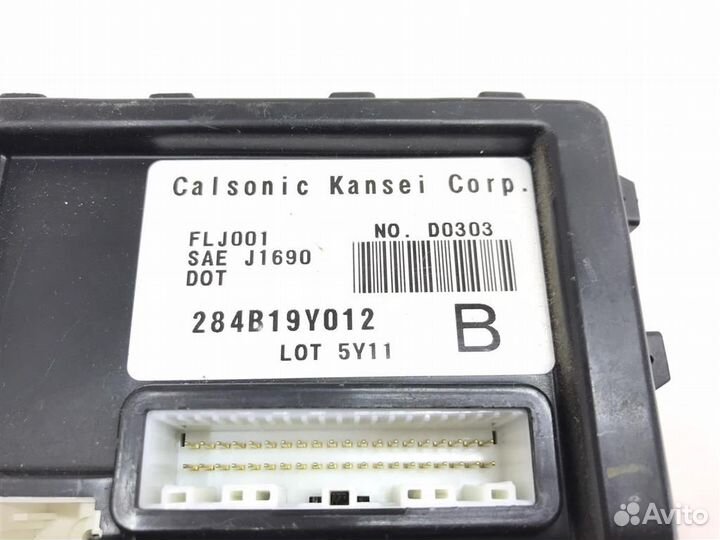 Calsonic Kansei Corp.
FLJ001
NO. D0303
SAE J1690
DOT
284B19Y012
B
LOT 5Y11
Avito